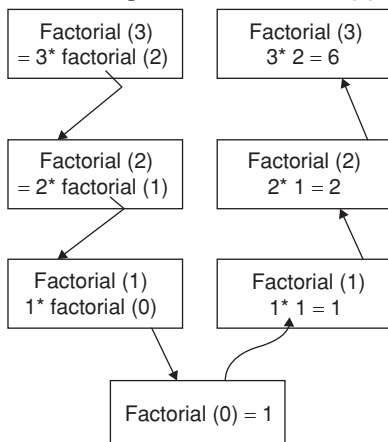 Factorial (3)
= 3* factorial (2)
Factorial (2)
= 2* factorial (1)
Factorial (1)
1* factorial (0)
Factorial (0) = 1
Factorial (1)
1* 1 = 1
Factorial (2)
2* 1 = 2
Factorial (3)
3* 2 = 6